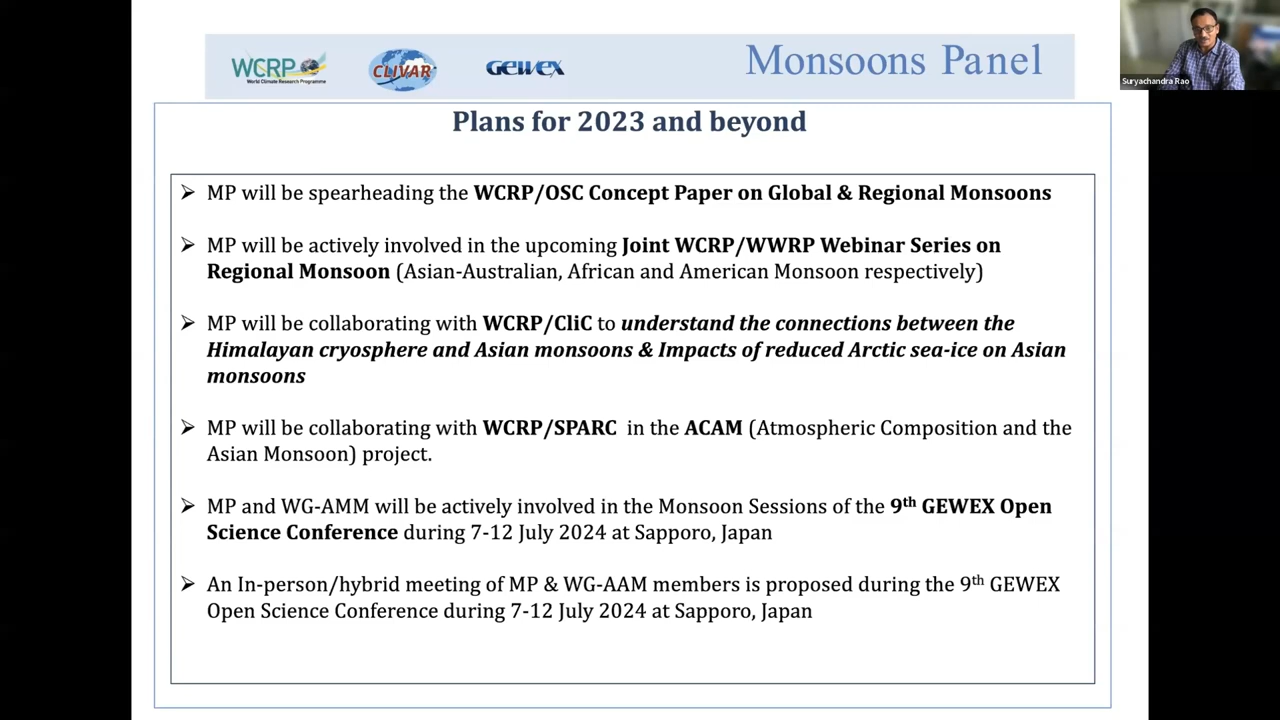 WCRP
World Climate Research Programme
CLIVAR
GEWEX
Monsoons Panel
Suryachandra Rao
Plans for 2023 and beyond
➢ MP will be spearheading the WCRP/OSC Concept Paper on Global & Regional Monsoons
➢ MP will be actively involved in the upcoming Joint WCRP/WWRP Webinar Series on
Regional Monsoon (Asian-Australian, African and American Monsoon respectively)
➢ MP will be collaborating with WCRP/CliC to understand the connections between the
Himalayan cryosphere and Asian monsoons & Impacts of reduced Arctic sea-ice on Asian
monsoons
➢ MP will be collaborating with WCRP/SPARC in the ACAM (Atmospheric Composition and the
Asian Monsoon) project.
➢ MP and WG-AMM will be actively involved in the Monsoon Sessions of the 9th GEWEX Open
Science Conference during 7-12 July 2024 at Sapporo, Japan
➢ An In-person/hybrid meeting of MP & WG-AAM members is proposed during the 9th GEWEX
Open Science Conference during 7-12 July 2024 at Sapporo, Japan